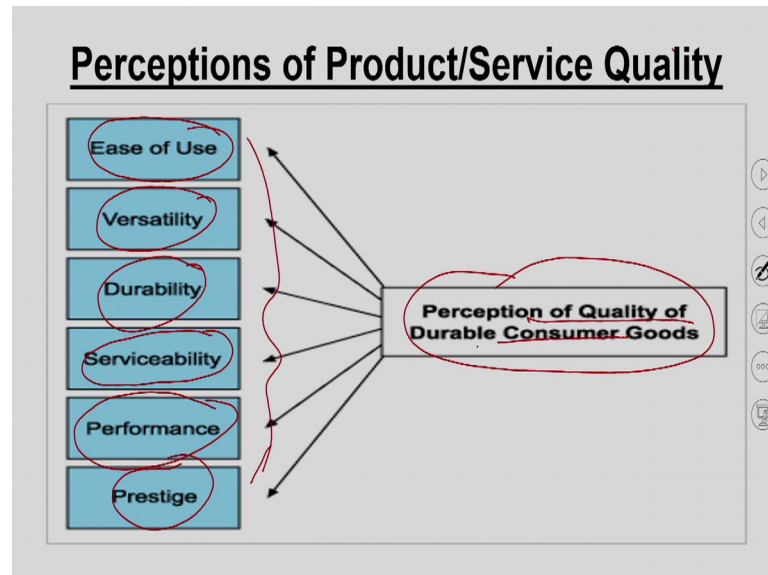 Perceptions of Product/Service Quality
Ease of Use
Versatility
Durability
Serviceability
Performance
Prestige
Perception of Quality of
Durable Consumer Goods